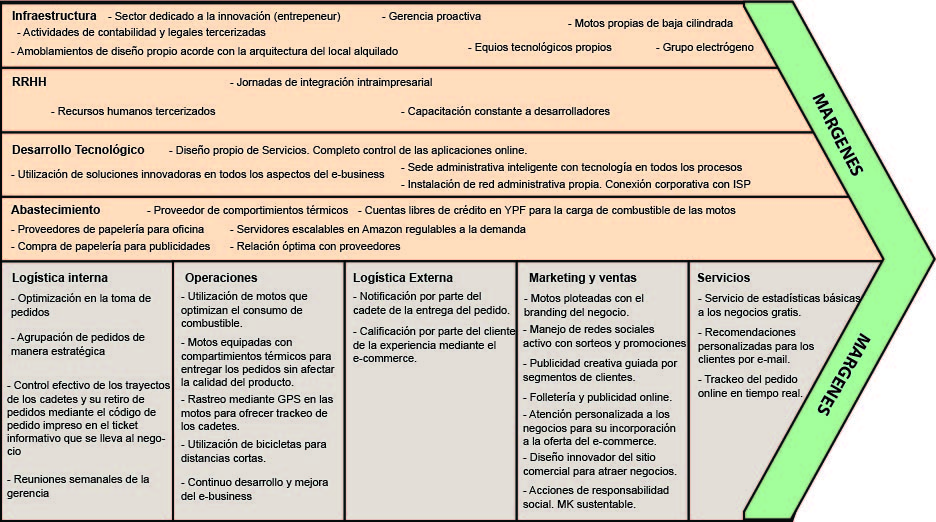 Infraestructura - Sector dedicado a la innovación (entrepeneur) - Gerencia proactiva - Motos propias de baja cilindrada
- Actividades de contabilidad y legales tercerizadas
- Amoblamientos de diseño propio acorde con la arquitectura del local alquilado - Equios tecnológicos propios - Grupo electrógeno
RRHH - Jornadas de integración intraimpresarial
- Recursos humanos tercerizados - Capacitación constante a desarrolladores
Desarrollo Tecnológico - Diseño propio de Servicios. Completo control de las aplicaciones online.
- Utilización de soluciones innovadoras en todos los aspectos del e-business - Sede administrativa inteligente con tecnología en todos los procesos
- Instalación de red administrativa propia. Conexión corporativa con ISP
Abastecimiento - Proveedor de comportimientos térmicos - Cuentas libres de crédito en YPF para la carga de combustible de las motos
- Proveedores de papelería para oficina - Servidores escalables en Amazon regulables a la demanda
- Compra de papelería para publicidades - Relación óptima con proveedores
MARGENES
Logística interna
- Optimización en la toma de
pedidos
- Agrupación de pedidos de
manera estratégica
- Control efectivo de los trayectos
de los cadetes y su retiro de
pedidos mediante el código de
pedido impreso en el ticket
informativo que se lleva al nego-
cio
- Reuniones semanales de la
gerencia
Operaciones
- Utilización de motos que
optimizan el consumo de
combustible.
- Motos equipadas con
compartimientos térmicos para
entregar los pedidos sin afectar
la calidad del producto.
- Rastreo mediante GPS en las
motos para ofrecer trackeo de
los cadetes.
- Utilización de bicicletas para
distancias cortas.
- Continuo desarrollo y mejora
del e-business
Logística Externa
- Notificación por parte del
cadete de la entrega del pedido.
- Calificación por parte del cliente
de la experiencia mediante el
e-commerce.
Marketing y ventas
- Motos ploteadas con el
branding del negocio.
- Manejo de redes sociales
activo con sorteos y promociones
- Publicidad creativa guiada por
segmentos de clientes.
- Folletería y publicidad online.
- Atención personalizada a los
negocios para su incorporación
a la oferta del e-commerce.
- Diseño innovador del sitio
comercial para atraer negocios.
- Acciones de responsabilidad
social. MK sustentable.
Servicios
- Servicio de estadísticas básicas
a los negocios gratis.
- Recomendaciones
personalizadas para los
clientes por e-mail.
- Trackeo del pedido
online en tiempo real.
MARGENES